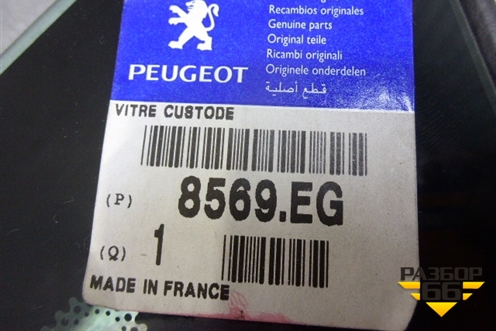 Recambios originales
Genuine parts
Original teile
Ricambi originali
Originele onderdelen
قطع أصلية
PEUGEOT
VITRE CUSTODE
(P) 8569.EG
(Q) 1
MADE IN FRANCE
РАЗБОР
66